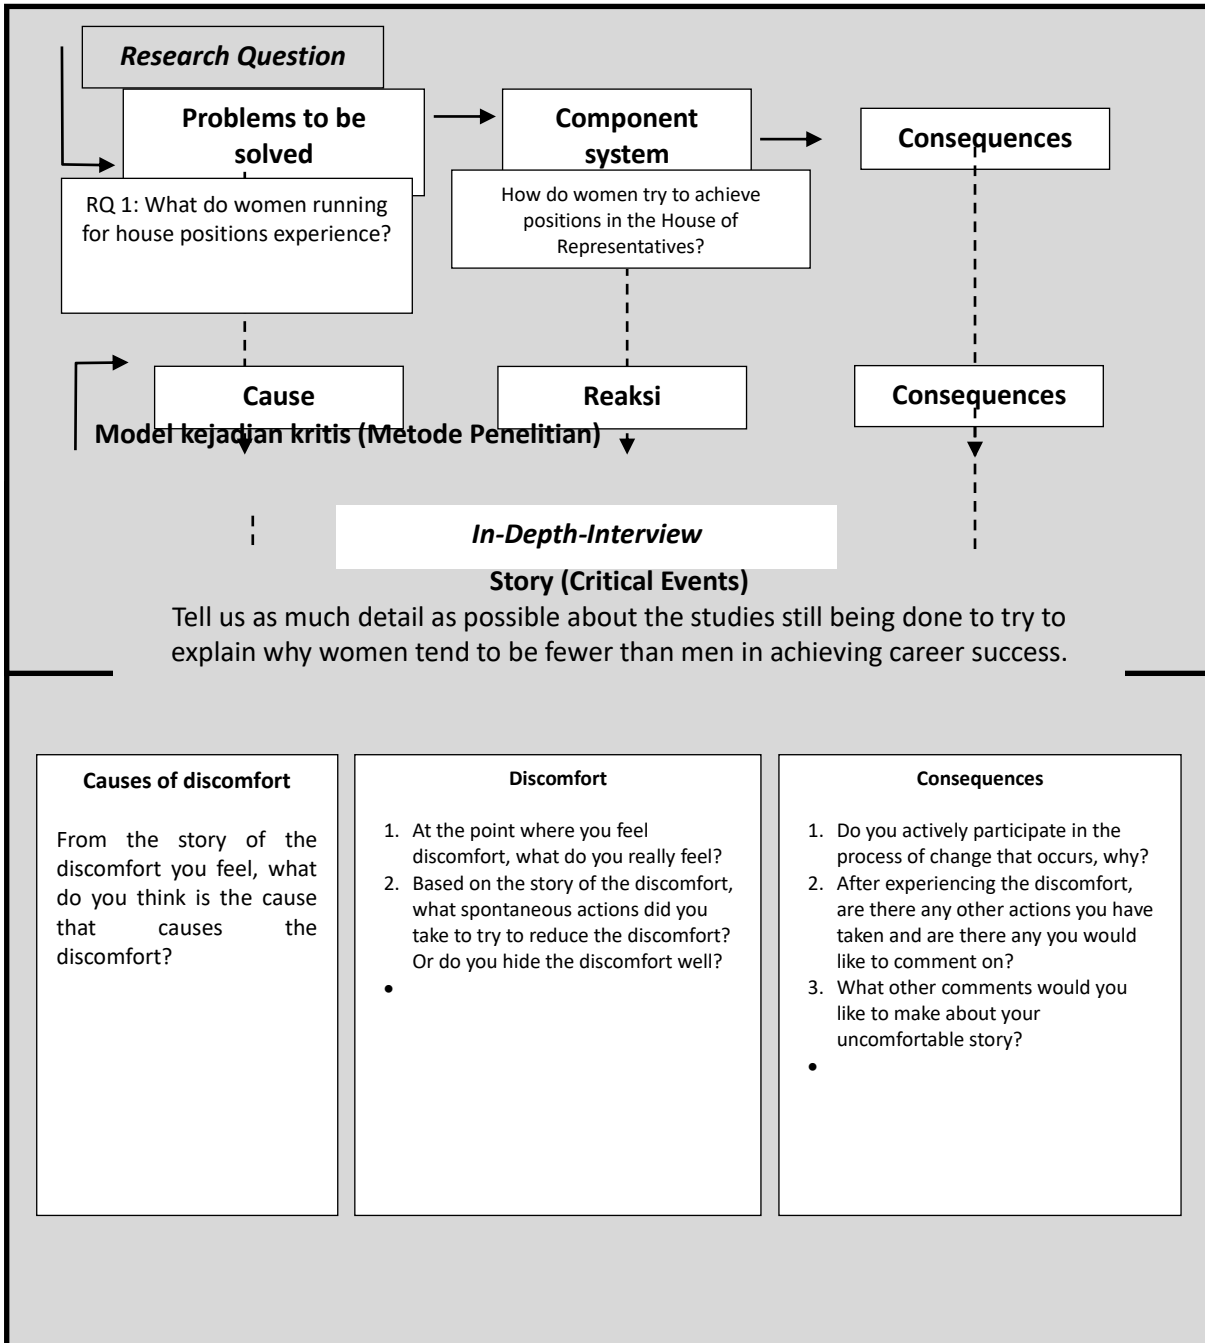 Research Question
Problems to be
solved
Component
system
Consequences
RQ 1: What do women running
for house positions experience?
How do women try to achieve
positions in the House of
Representatives?
Cause
Reaksi
Consequences
Model kejadian kritis (Metode Penelitian)
In-Depth-Interview
Story (Critical Events)
Tell us as much detail as possible about the studies still being done to try to
explain why women tend to be fewer than men in achieving career success.
Causes of discomfort
From the story of the
discomfort you feel, what
do you think is the cause
that causes the
discomfort?
Discomfort
1. At the point where you feel
discomfort, what do you really feel?
2. Based on the story of the discomfort,
what spontaneous actions did you
take to try to reduce the discomfort?
Or do you hide the discomfort well?
•
Consequences
1. Do you actively participate in the
process of change that occurs, why?
2. After experiencing the discomfort,
are there any other actions you have
taken and are there any you would
like to comment on?
3. What other comments would you
like to make about your
uncomfortable story?
•